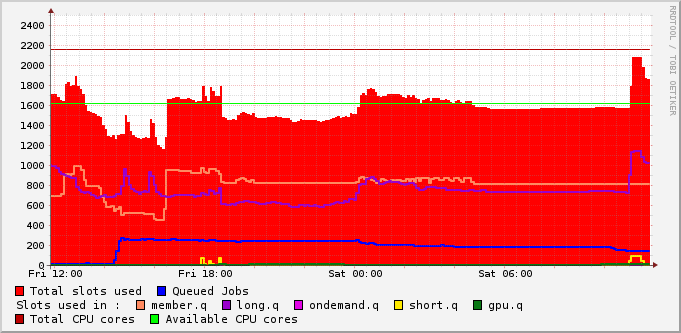 RRDTOOL / TOBI OETIKER
2400
2200
2000
1800
1600
1400
1200
1000
800
600
400
200
0
Fri 12:00 Fri 18:00 Sat 00:00 Sat 06:00
Total slots used Queued Jobs
Slots used in : member.q long.q ondemand.q short.q gpu.q
Total CPU cores Available CPU cores